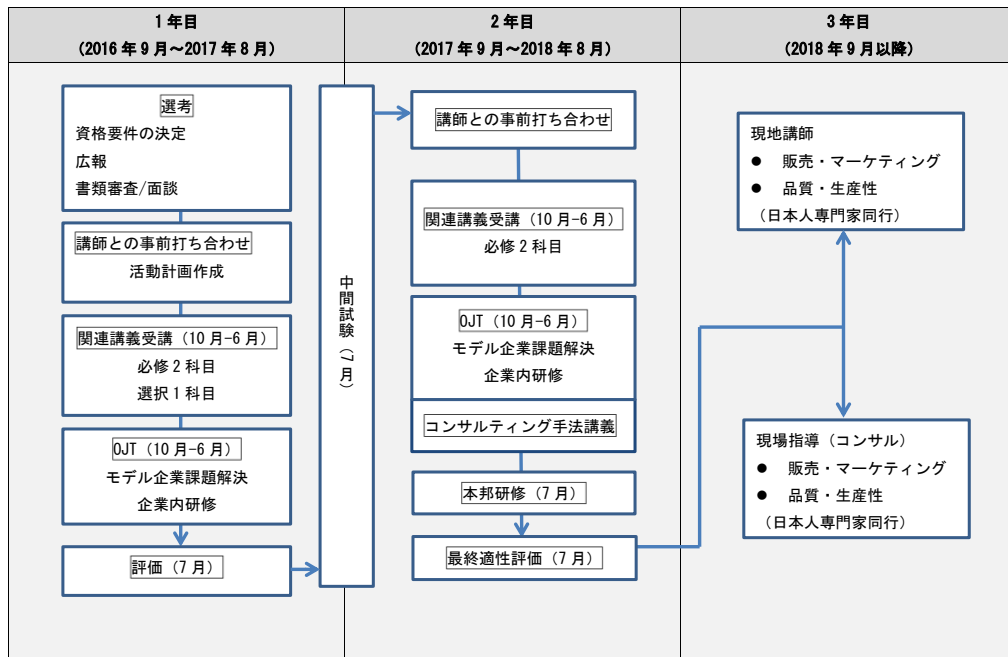 1年目
（2016年9月～2017年8月）
2年目
（2017年9月～2018年8月）
3年目
（2018年9月以降）
選考
資格要件の決定
広報
書類審査/面談
講師との事前打ち合わせ
活動計画作成
関連講義受講（10月-6月）
必修2科目
選択1科目
OJT（10月-6月）
モデル企業課題解決
企業内研修
評価（7月）
中間試験（7月）
講師との事前打ち合わせ
関連講義受講（10月-6月）
必修2科目
OJT（10月-6月）
モデル企業課題解決
企業内研修
コンサルティング手法講義
本邦研修（7月）
最終適性評価（7月）
現地講師
● 販売・マーケティング
● 品質・生産性
（日本人専門家同行）
現場指導（コンサル）
● 販売・マーケティング
● 品質・生産性
（日本人専門家同行）